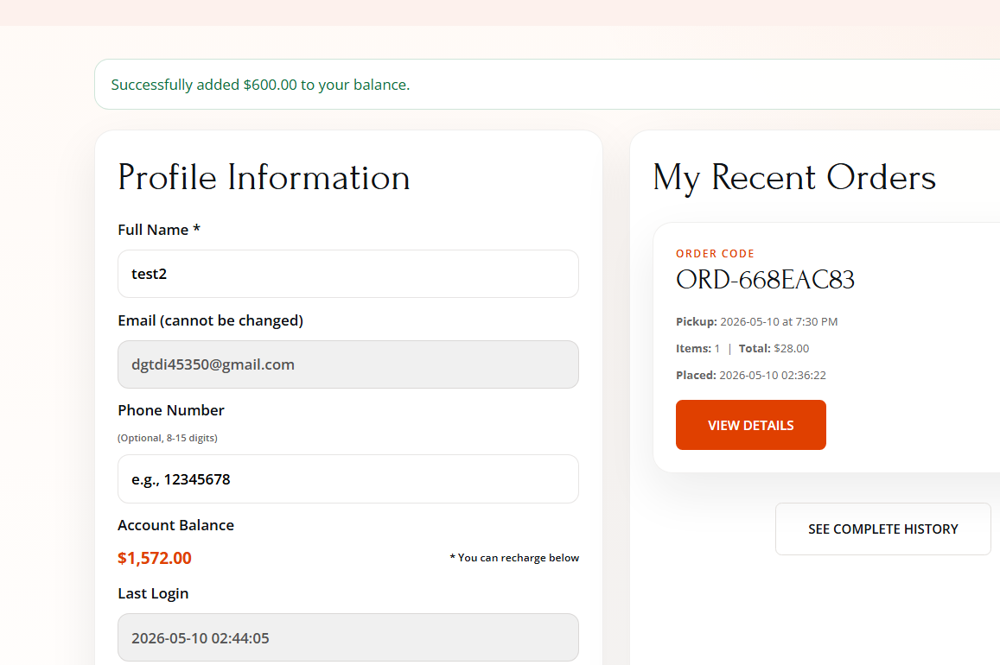 Successfully added $600.00 to your balance.
Profile Information
Full Name *
test2
Email (cannot be changed)
dgtdi45350@gmail.com
Phone Number
(Optional, 8-15 digits)
e.g., 12345678
Account Balance
$1,572.00
* You can recharge below
Last Login
2026-05-10 02:44:05
My Recent Orders
ORDER CODE
ORD-668EAC83
Pickup: 2026-05-10 at 7:30 PM
Items: 1 | Total: $28.00
Placed: 2026-05-10 02:36:22
VIEW DETAILS
SEE COMPLETE HISTORY